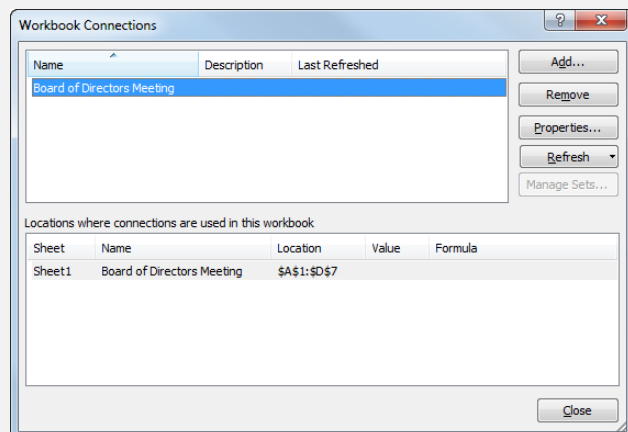 Workbook Connections
Name Description Last Refreshed
Board of Directors Meeting
Add...
Remove
Properties...
Refresh
Manage Sets...
Locations where connections are used in this workbook
Sheet Name Location Value Formula
Sheet1 Board of Directors Meeting $A$1:$D$7
Close